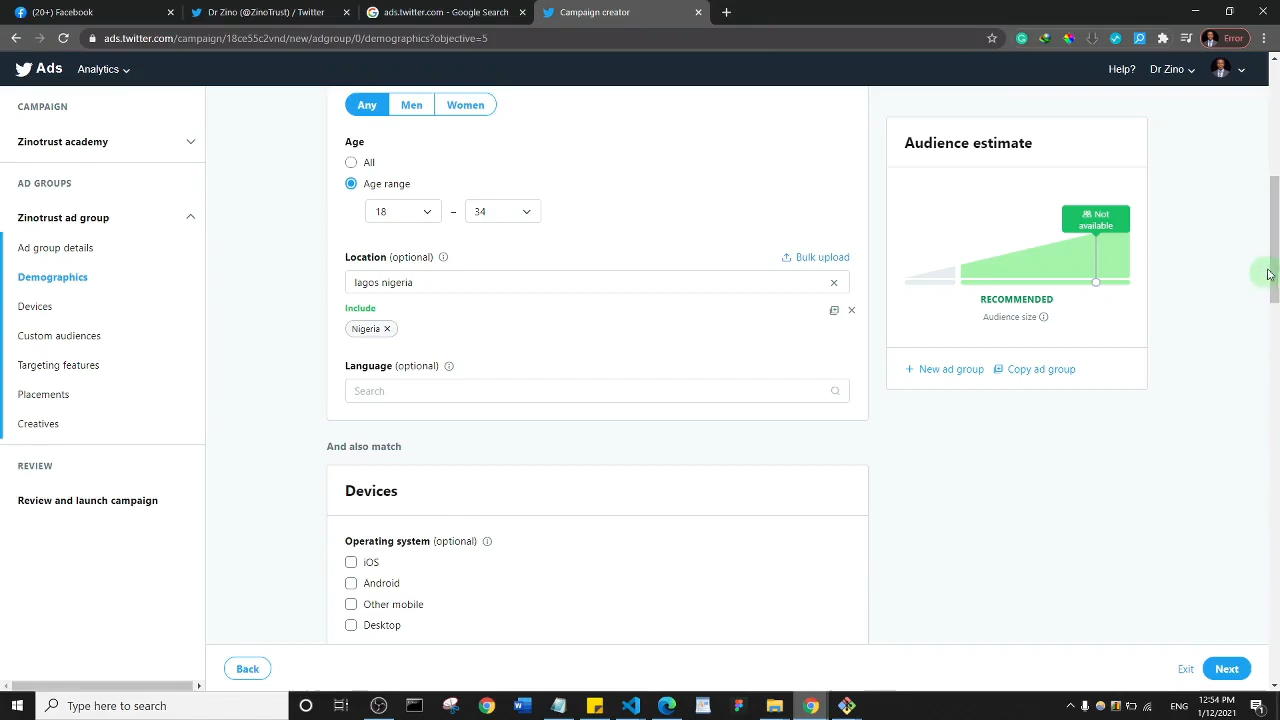 (20+) Facebook
Dr Zino (@ZinoTrust) / Twitter
ads.twitter.com - Google Search
Campaign creator
ads.twitter.com/campaign/18ce55c2vnd/new/adgroup/0/demographics?objective=5
Error
Ads
Analytics
Help?
Dr Zino
CAMPAIGN
Zinotrust academy
AD GROUPS
Zinotrust ad group
Ad group details
Demographics
Devices
Custom audiences
Targeting features
Placements
Creatives
REVIEW
Review and launch campaign
Any
Men
Women
Age
All
Age range
18
–
34
Location (optional)
Bulk upload
lagos nigeria
Include
Nigeria
Language (optional)
Search
And also match
Devices
Operating system (optional)
iOS
Android
Other mobile
Desktop
Audience estimate
Not
available
RECOMMENDED
Audience size
New ad group
Copy ad group
Back
Exit
Next
Type here to search
ENG
12:54 PM
1/12/2021